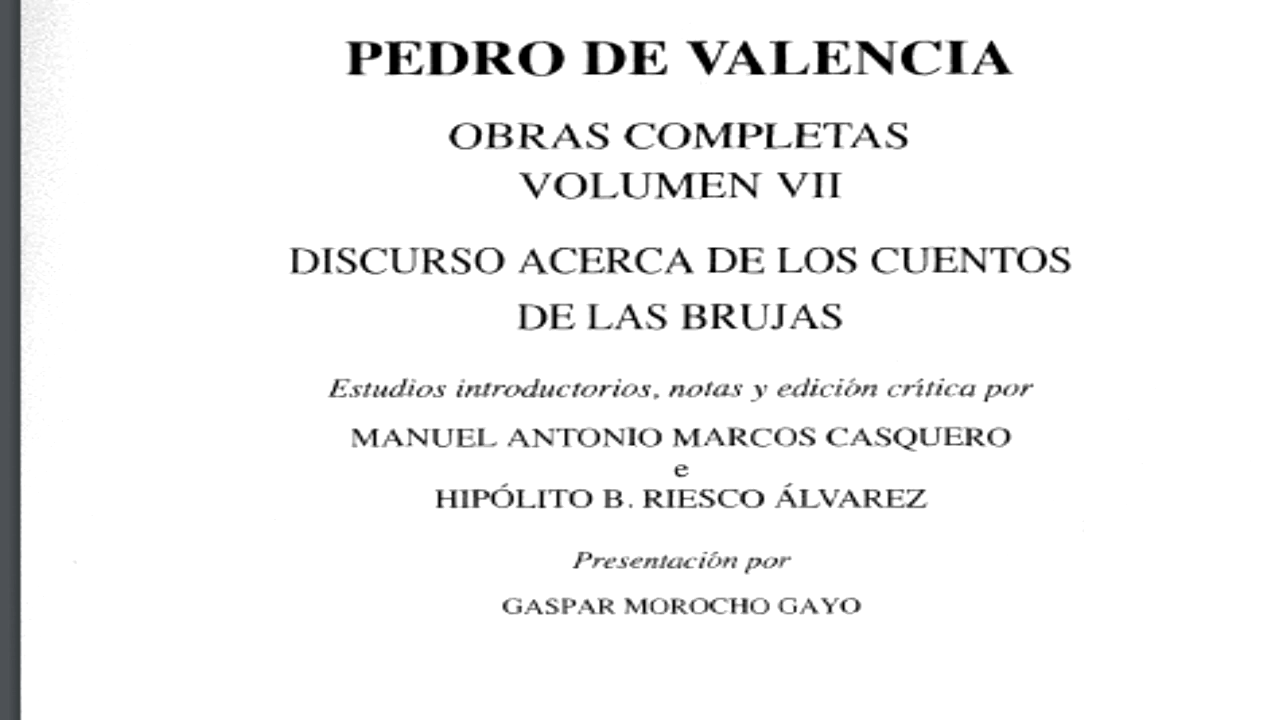 PEDRO DE VALENCIA
OBRAS COMPLETAS
VOLUMEN VII
DISCURSO ACERCA DE LOS CUENTOS
DE LAS BRUJAS
Estudios introductorios, notas y edición crítica por
MANUEL ANTONIO MARCOS CASQUERO
e
HIPÓLITO B. RIESCO ÁLVAREZ
Presentación por
GASPAR MOROCHO GAYO